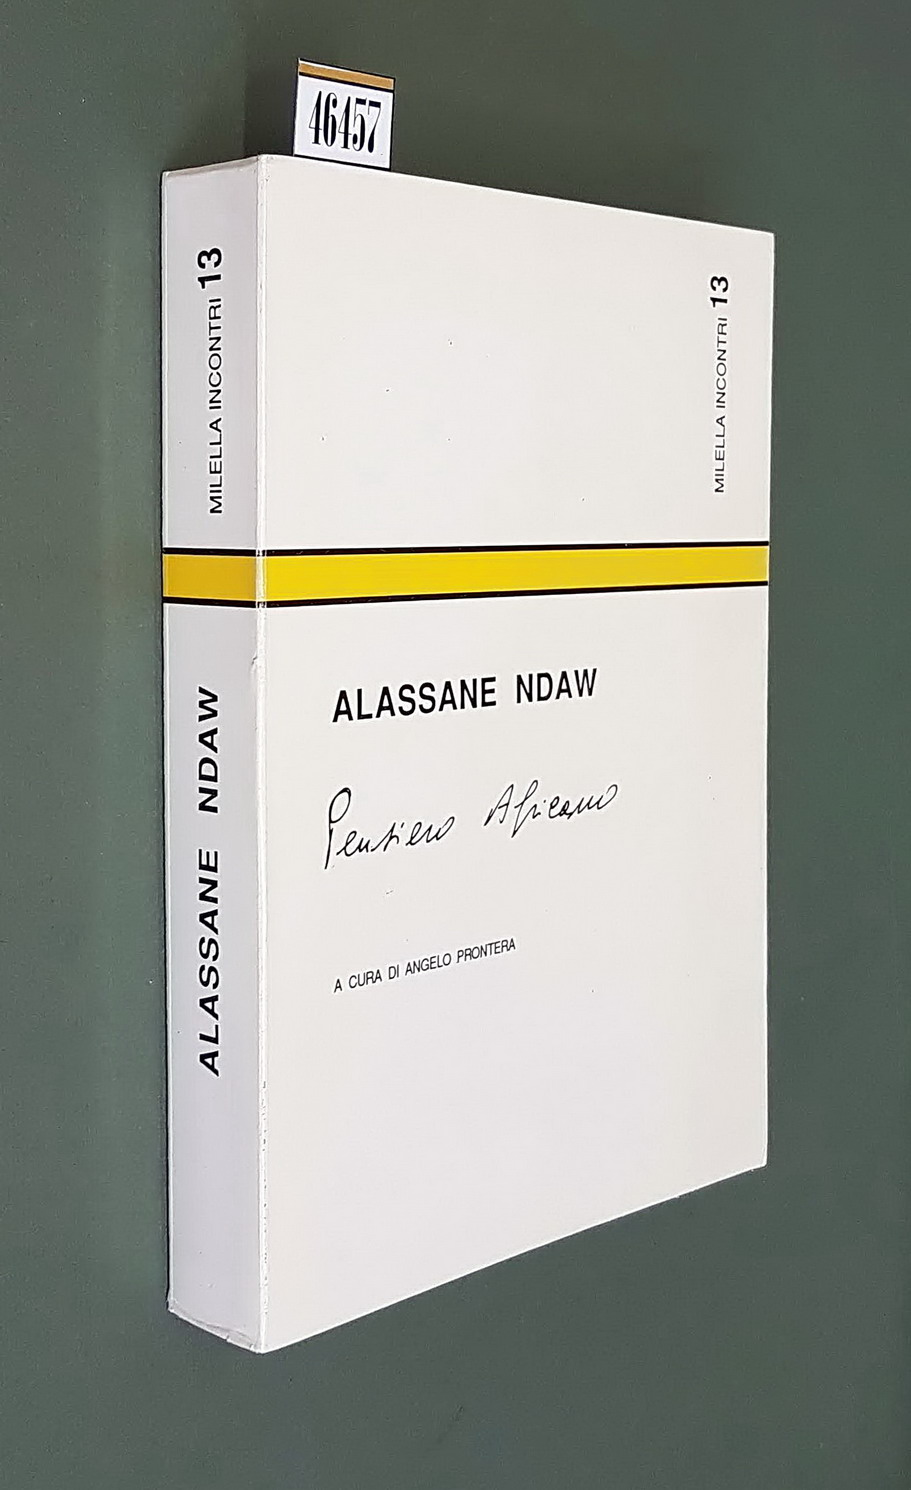 46457
MILELLA INCONTRI 13
ALASSANE NDAW
MILELLA INCONTRI 13
ALASSANE NDAW
Pensiero Africano
A CURA DI ANGELO PRONTERA